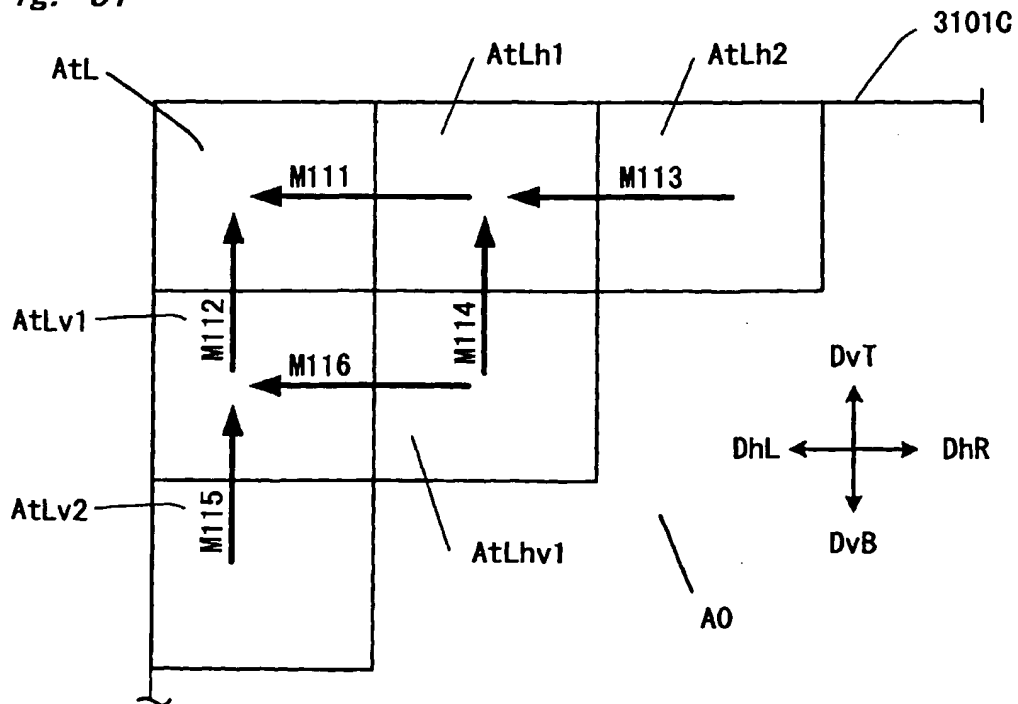 3101C
AtL
AtLh1
AtLh2
M111
M113
AtLv1
M112
M114
M116
DvT
DhL
DhR
AtLv2
M115
AtLhv1
DvB
A0